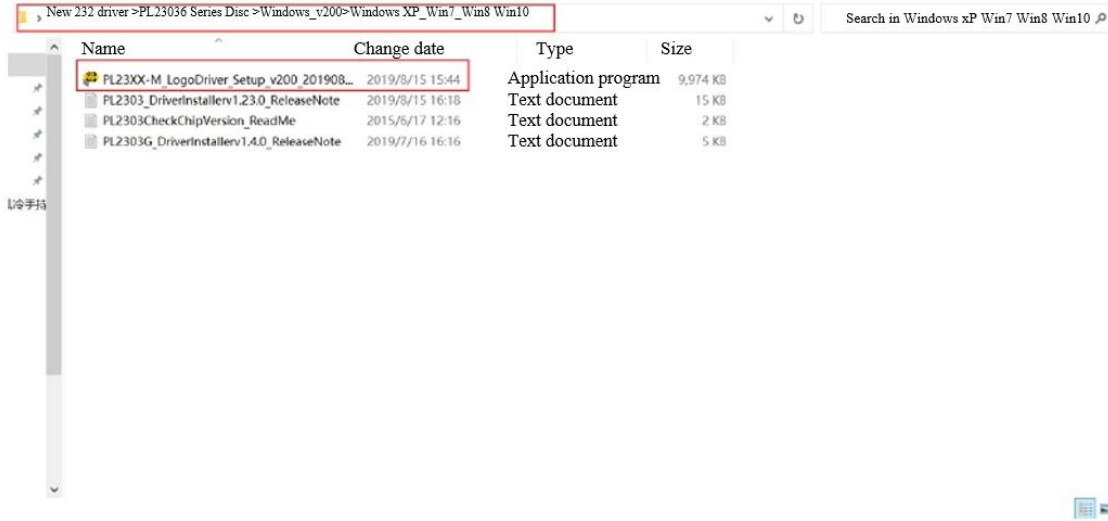 New 232 driver >PL23036 Series Disc >Windows_v200>Windows XP_Win7_Win8 Win10
Search in Windows xP Win7 Win8 Win10
Name Change date Type Size
PL23XX-M_LogoDriver_Setup_v200_201908... 2019/8/15 15:44 Application program 9,974 KB
PL2303_DriverInstallerv1.23.0_ReleaseNote 2019/8/15 16:18 Text document 15 KB
PL2303CheckChipVersion_ReadMe 2015/6/17 12:16 Text document 2 KB
PL2303G_DriverInstallerv1.4.0_ReleaseNote 2019/7/16 16:16 Text document 5 KB
冷手持